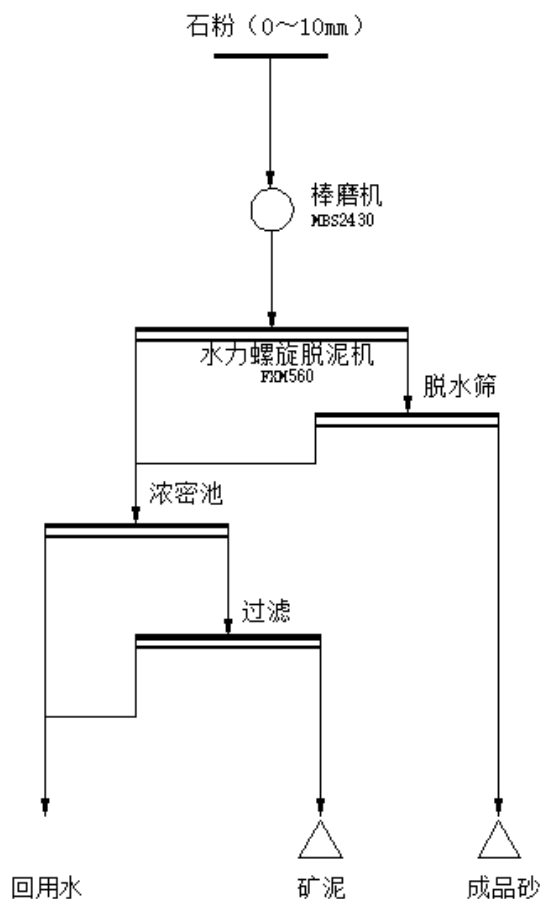 石粉（0～10mm）
棒磨机
MBS2430
水力螺旋脱泥机
FXM560
脱水筛
浓密池
过滤
回用水
矿泥
成品砂